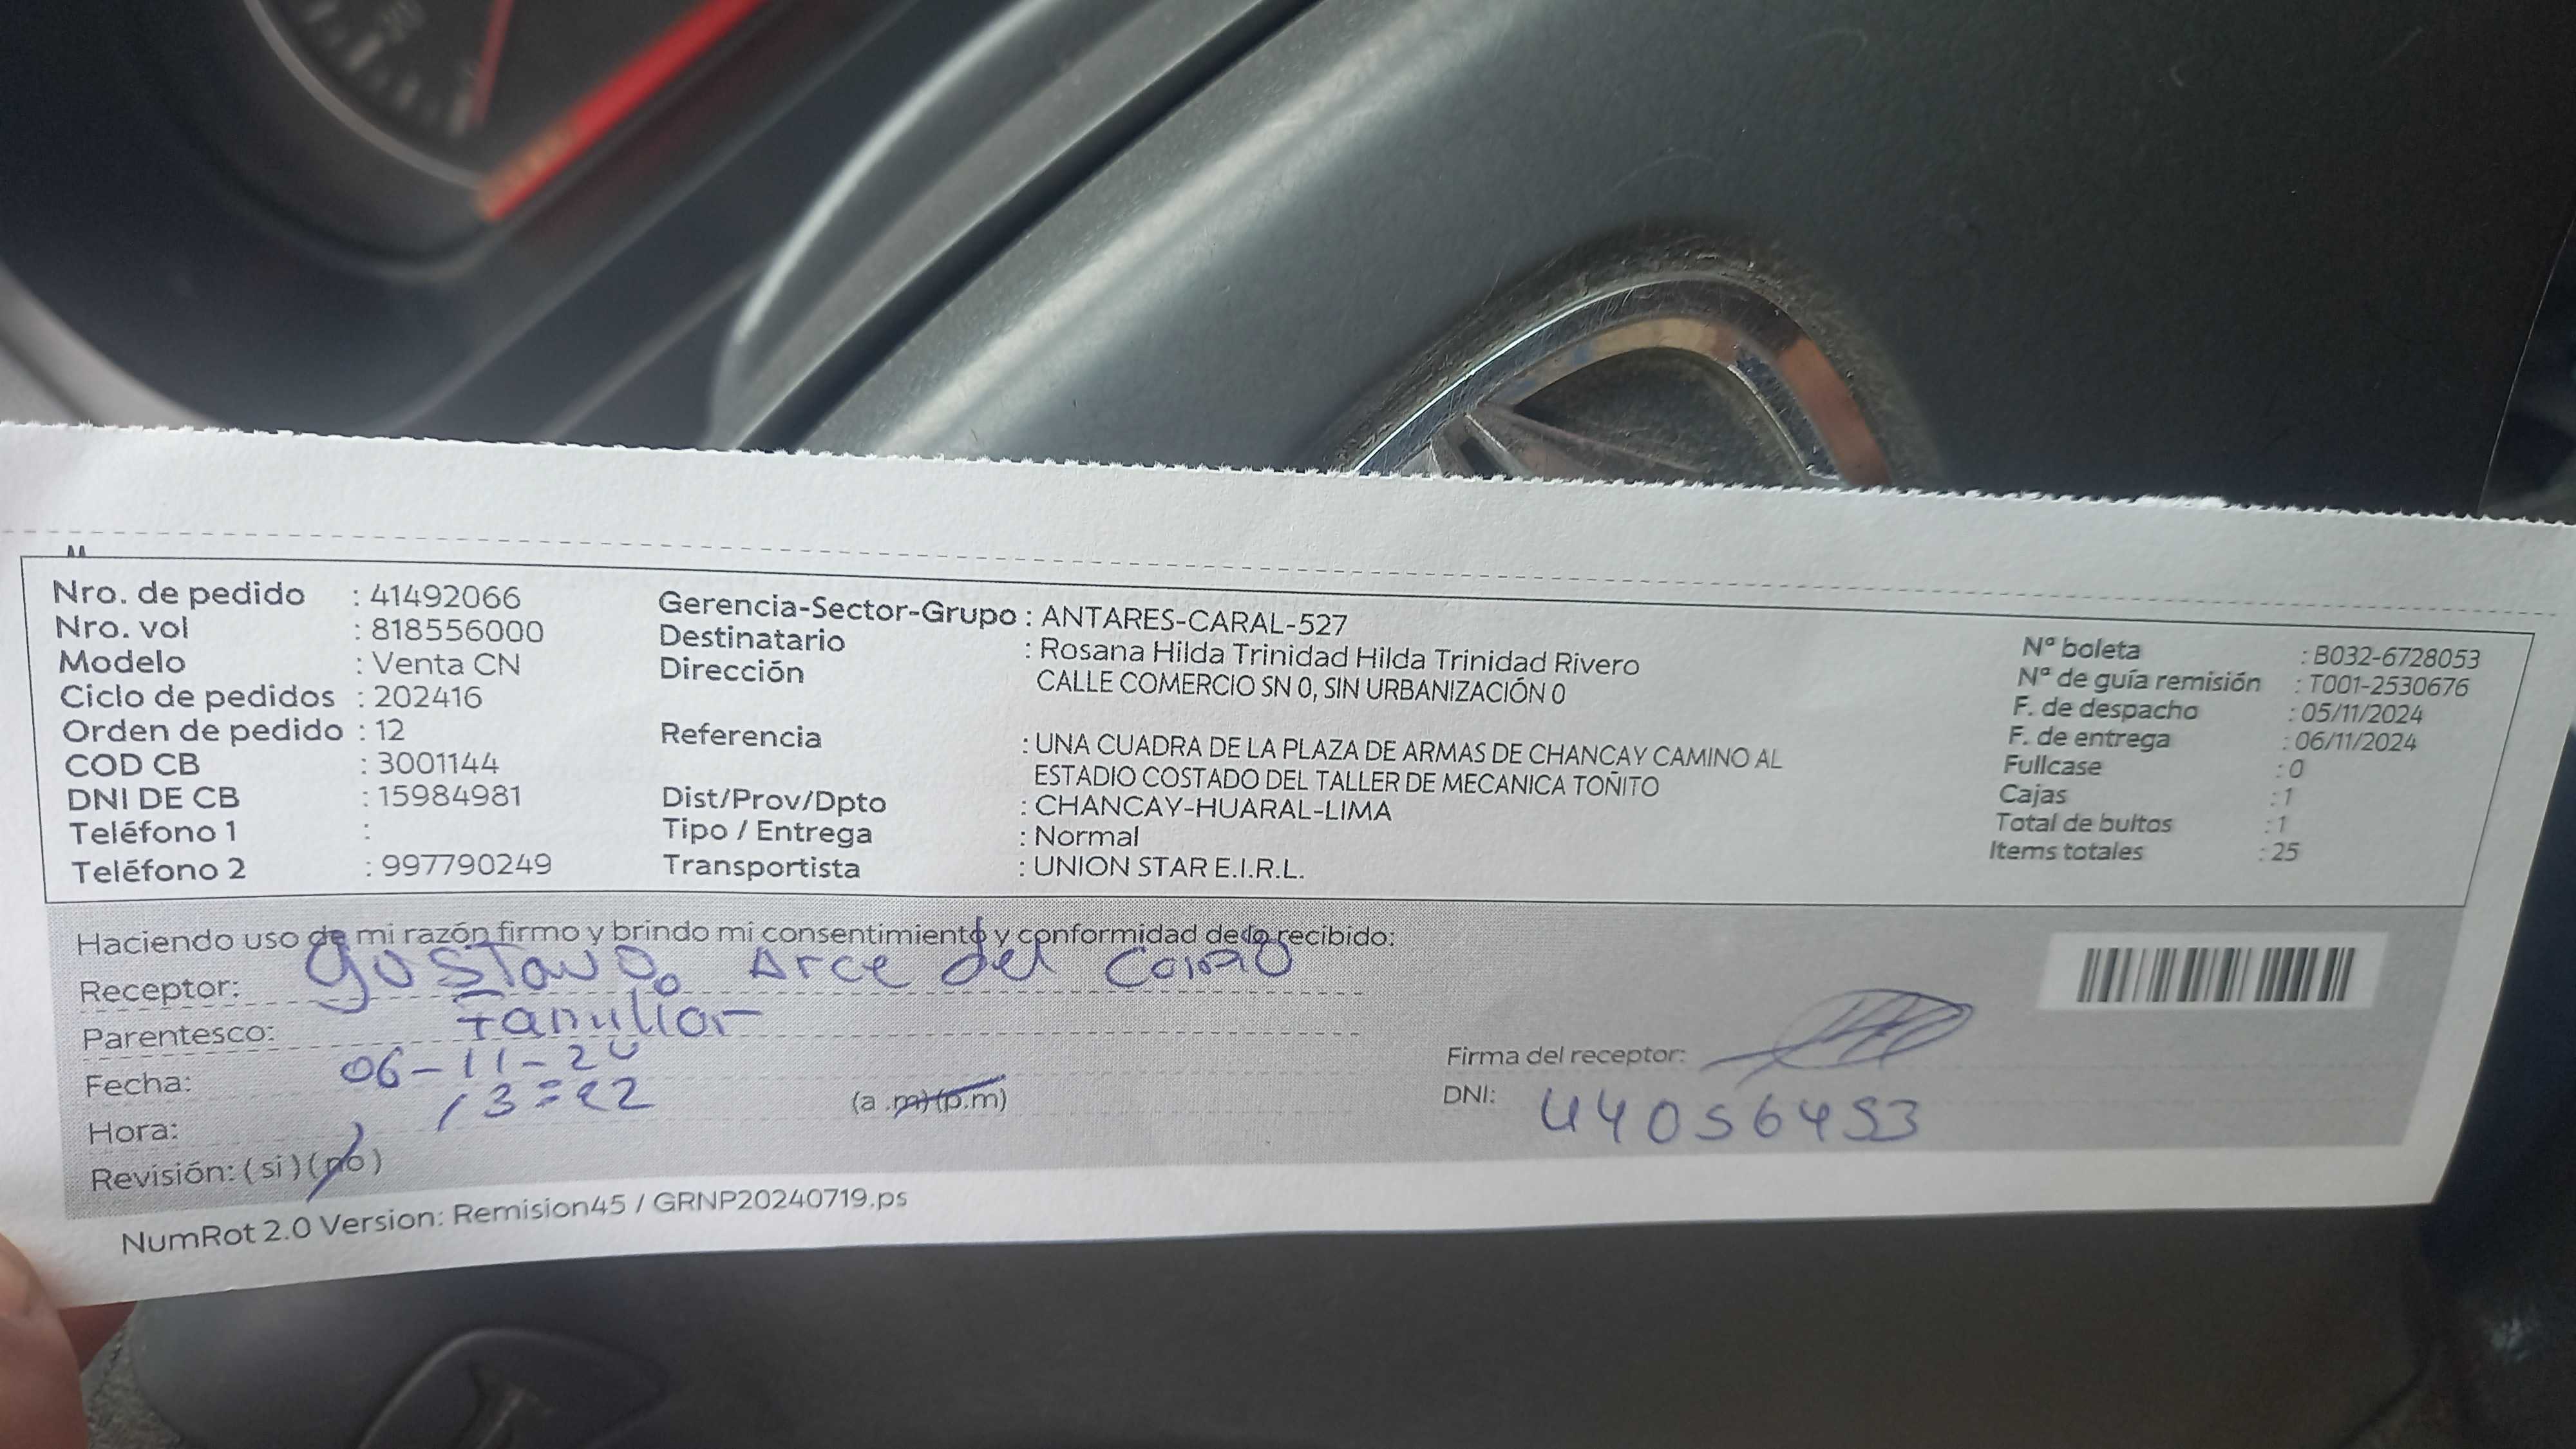 Nro. de pedido : 41492066
Nro. vol : 818556000
Modelo : Venta CN
Ciclo de pedidos : 202416
Orden de pedido : 12
COD CB : 3001144
DNI DE CB : 15984981
Teléfono 1 :
Teléfono 2 : 997790249
Gerencia-Sector-Grupo : ANTARES-CARAL-527
Destinatario : Rosana Hilda Trinidad Hilda Trinidad Rivero
Dirección CALLE COMERCIO SN 0, SIN URBANIZACIÓN 0
Referencia : UNA CUADRA DE LA PLAZA DE ARMAS DE CHANCAY CAMINO AL
ESTADIO COSTADO DEL TALLER DE MECANICA TOÑITO
Dist/Prov/Dpto : CHANCAY-HUARAL-LIMA
Tipo / Entrega : Normal
Transportista : UNION STAR E.I.R.L.
Nº boleta : B032-6728053
Nº de guía remisión : T001-2530676
F. de despacho : 05/11/2024
F. de entrega : 06/11/2024
Fullcase : 0
Cajas : 1
Total de bultos : 1
Items totales : 25
Haciendo uso de mi razón firmo y brindo mi consentimiento y conformidad de lo recibido:
Receptor: Gustavo Arce del
Parentesco: Familiar
Fecha: 06-11-24
Hora: 13:22 (a .m) (p.m)
Revisión: ( si ) ( no )
Firma del receptor:
DNI: 44056453
NumRot 2.0 Version: Remision45 / GRNP20240719.ps